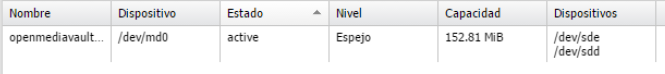 Nombre Dispositivo Estado Nivel Capacidad Dispositivos
openmediavault... /dev/md0 active Espejo 152.81 MiB /dev/sde
/dev/sdd